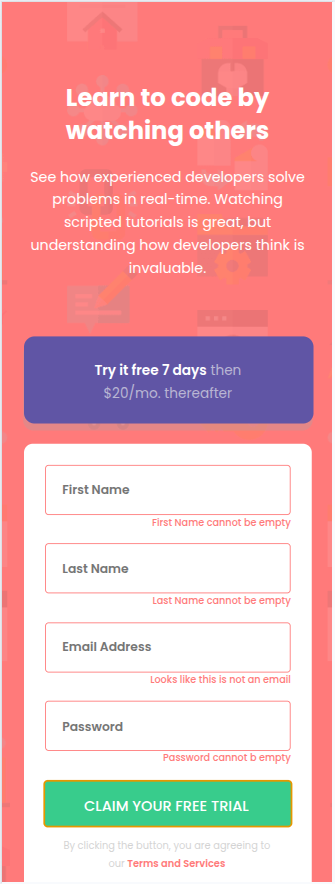 Learn to code by
watching others
See how experienced developers solve
problems in real-time. Watching
scripted tutorials is great, but
understanding how developers think is
invaluable.
Try it free 7 days then
$20/mo. thereafter
First Name
First Name cannot be empty
Last Name
Last Name cannot be empty
Email Address
Looks like this is not an email
Password
Password cannot b empty
CLAIM YOUR FREE TRIAL
By clicking the button, you are agreeing to
our Terms and Services